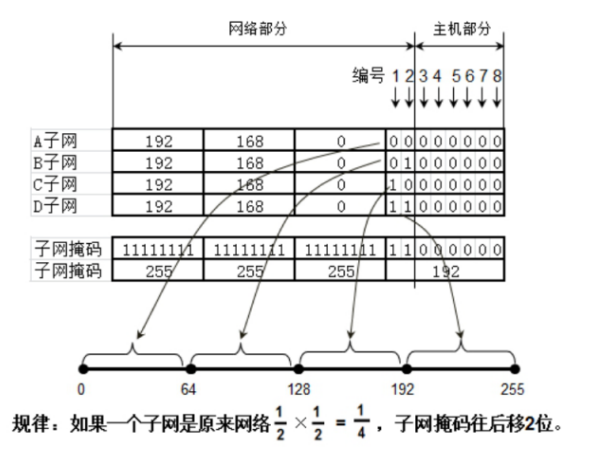 网络部分 主机部分
编号 1 2 3 4 5 6 7 8
A子网 192 168 0 0 0 0 0 0 0 0 0
B子网 192 168 0 0 1 0 0 0 0 0 0
C子网 192 168 0 1 0 0 0 0 0 0 0
D子网 192 168 0 1 1 0 0 0 0 0 0
子网掩码 11111111 11111111 11111111 1 1 0 0 0 0 0 0
子网掩码 255 255 255 192
0 64 128 192 255
规律：如果一个子网是原来网络1/2×1/2=1/4，子网掩码往后移2位。